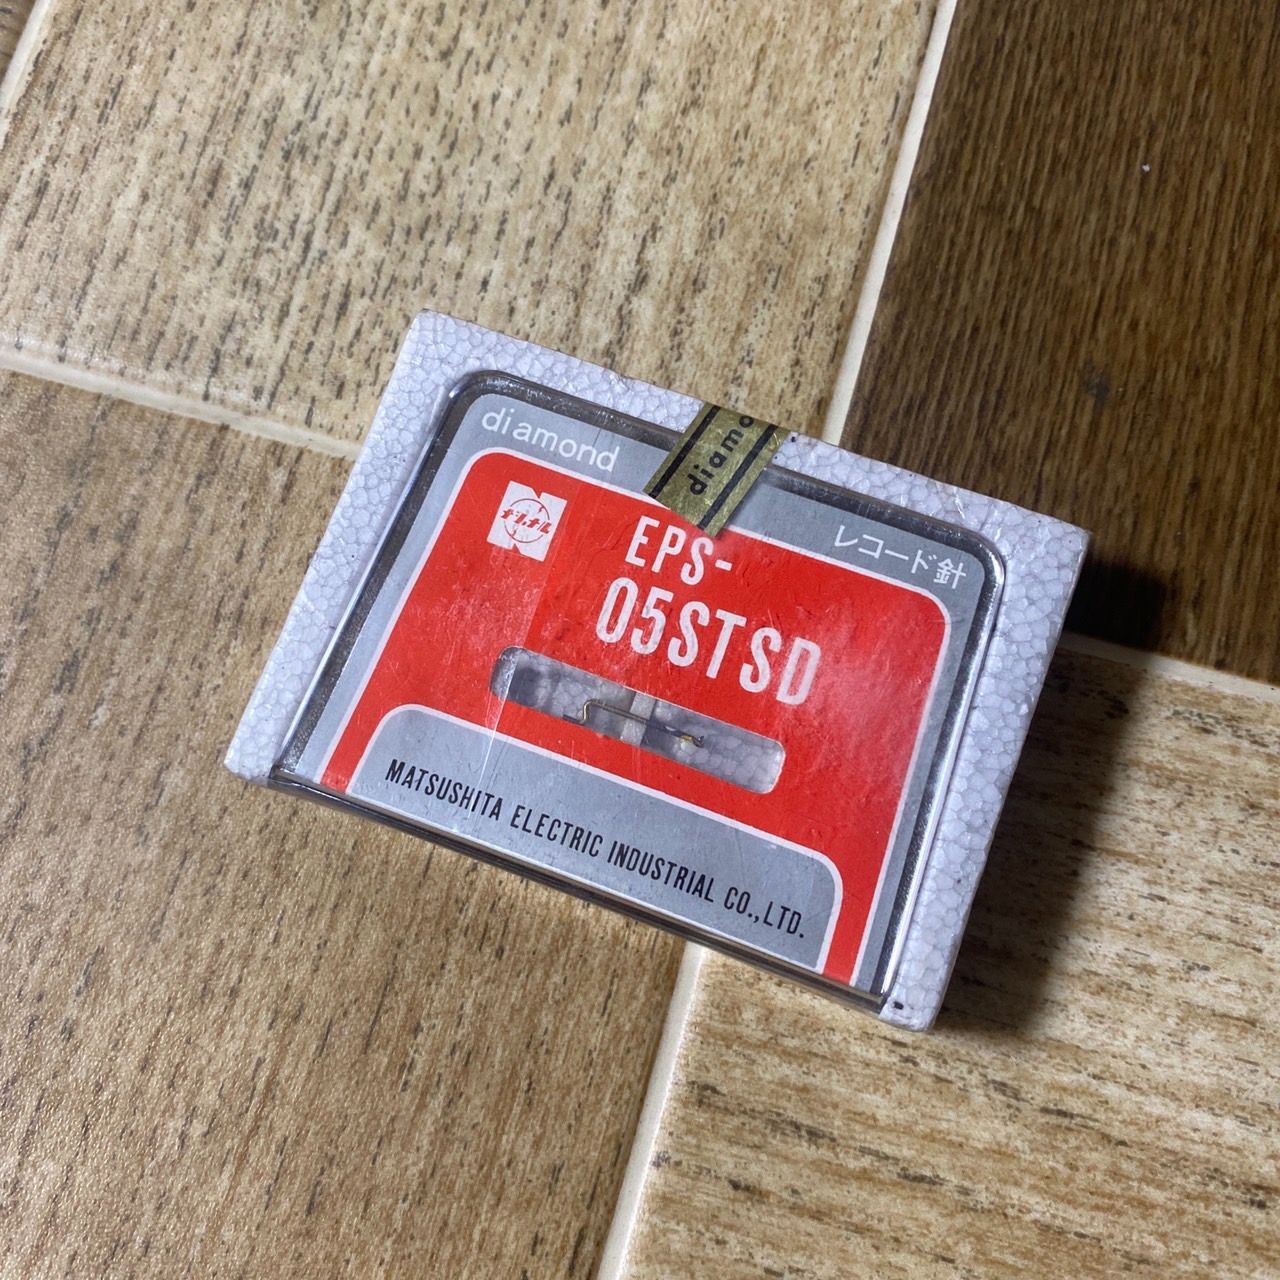 diamond
diamo
レコード針
ナショナル
EPS-
05STSD
MATSUSHITA ELECTRIC INDUSTRIAL CO.,LTD.